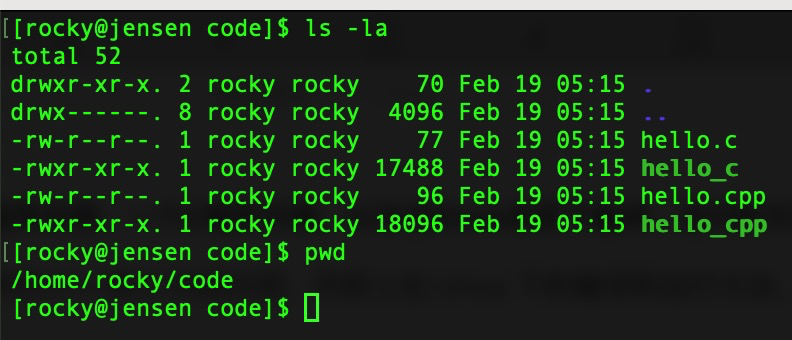 [[rocky@jensen code]$ ls -la
total 52
drwxr-xr-x. 2 rocky rocky    70 Feb 19 05:15 .
drwx------. 8 rocky rocky  4096 Feb 19 05:15 ..
-rw-r--r--. 1 rocky rocky    77 Feb 19 05:15 hello.c
-rwxr-xr-x. 1 rocky rocky 17488 Feb 19 05:15 hello_c
-rw-r--r--. 1 rocky rocky    96 Feb 19 05:15 hello.cpp
-rwxr-xr-x. 1 rocky rocky 18096 Feb 19 05:15 hello_cpp
[[rocky@jensen code]$ pwd
/home/rocky/code
[rocky@jensen code]$